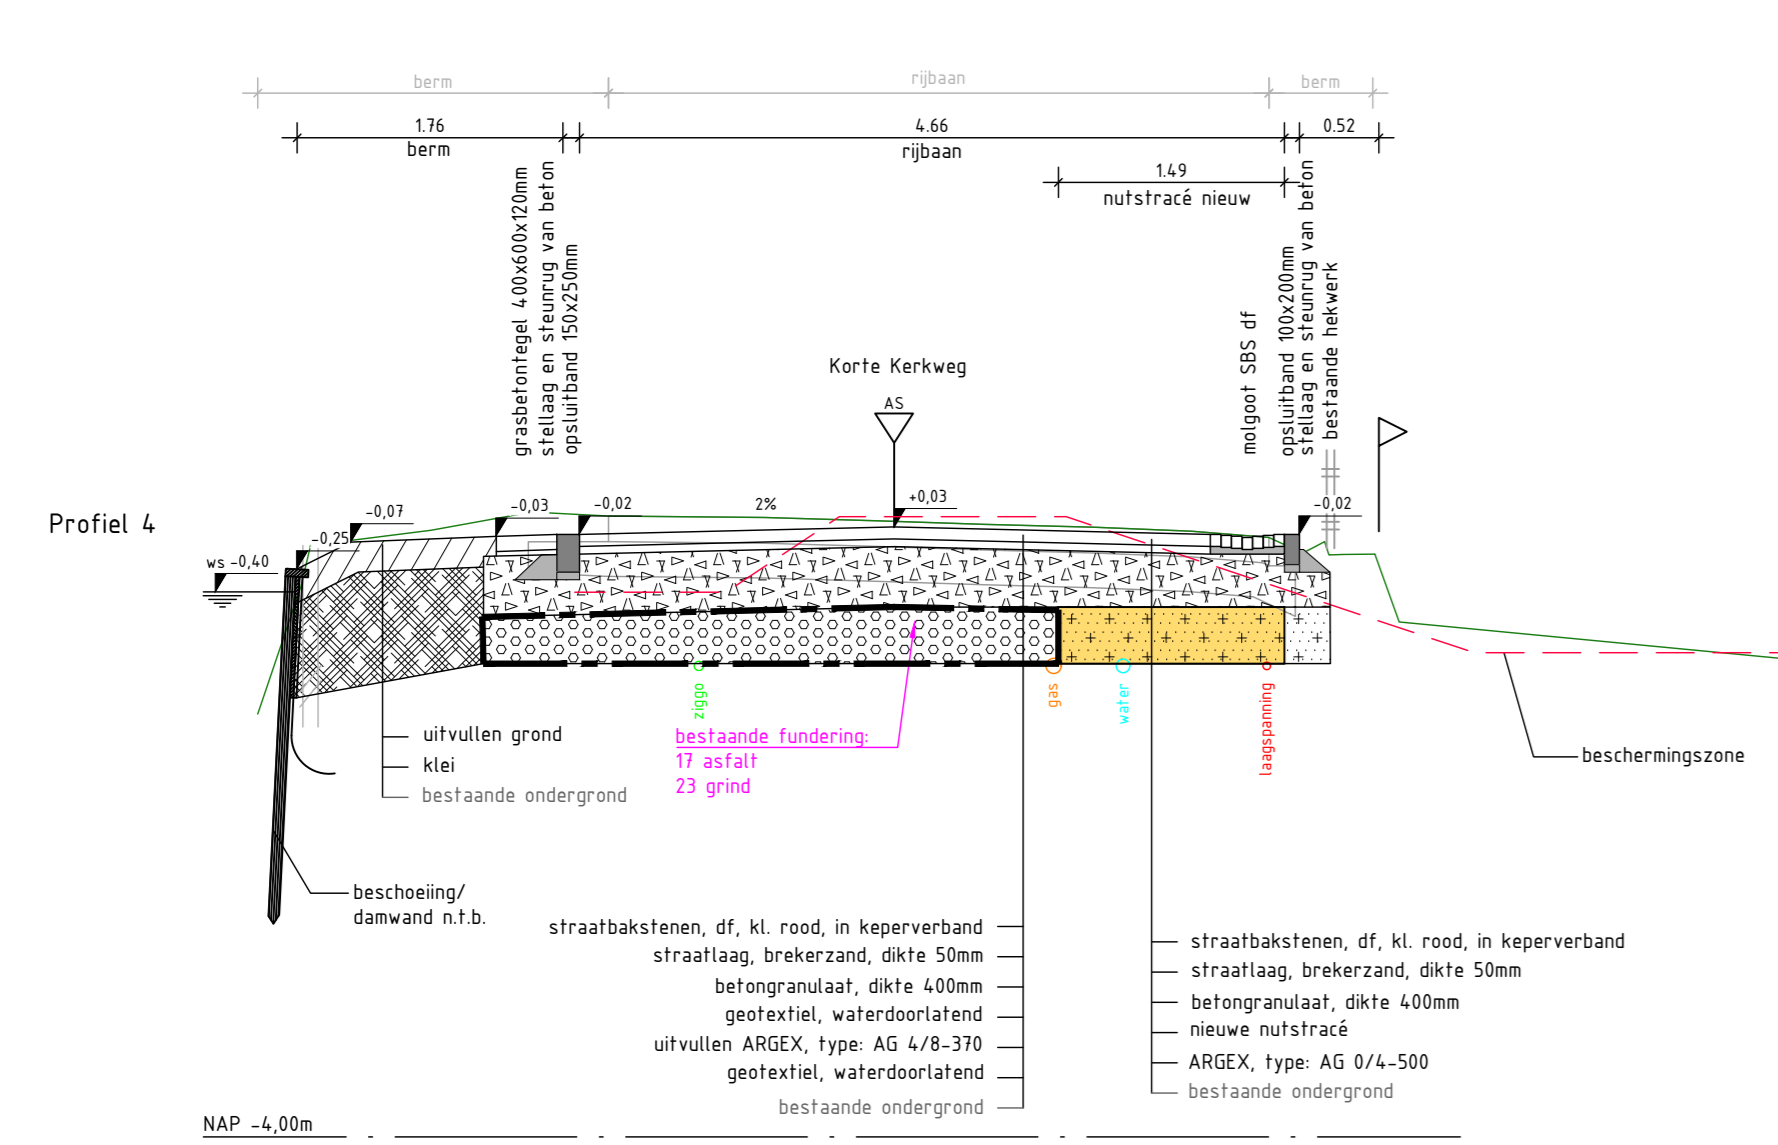 berm
rijbaan
berm
1.76
4.66
0.52
berm
rijbaan
1.49
nutstracé nieuw
grasbetontegel 400x600x120mm
stellaag en steunrug van beton
opsluitband 150x250mm
molgoot SBS df
opsluitband 100x200mm
stellaag en steunrug van beton
bestaande hekwerk
Korte Kerkweg
AS
Profiel 4
-0,07
-0,03
-0,02
2%
+0,03
-0,02
-0,25
ws -0,40
ziggo
gas
water
laagspanning
uitvullen grond
klei
bestaande ondergrond
bestaande fundering:
17 asfalt
23 grind
beschermingszone
beschoeiing/
damwand n.t.b.
straatbakstenen, df, kl. rood, in keperverband
straatlaag, brekerzand, dikte 50mm
betongranulaat, dikte 400mm
geotextiel, waterdoorlatend
uitvullen ARGEX, type: AG 4/8-370
geotextiel, waterdoorlatend
bestaande ondergrond
straatbakstenen, df, kl. rood, in keperverband
straatlaag, brekerzand, dikte 50mm
betongranulaat, dikte 400mm
nieuwe nutstracé
ARGEX, type: AG 0/4-500
bestaande ondergrond
NAP -4,00m